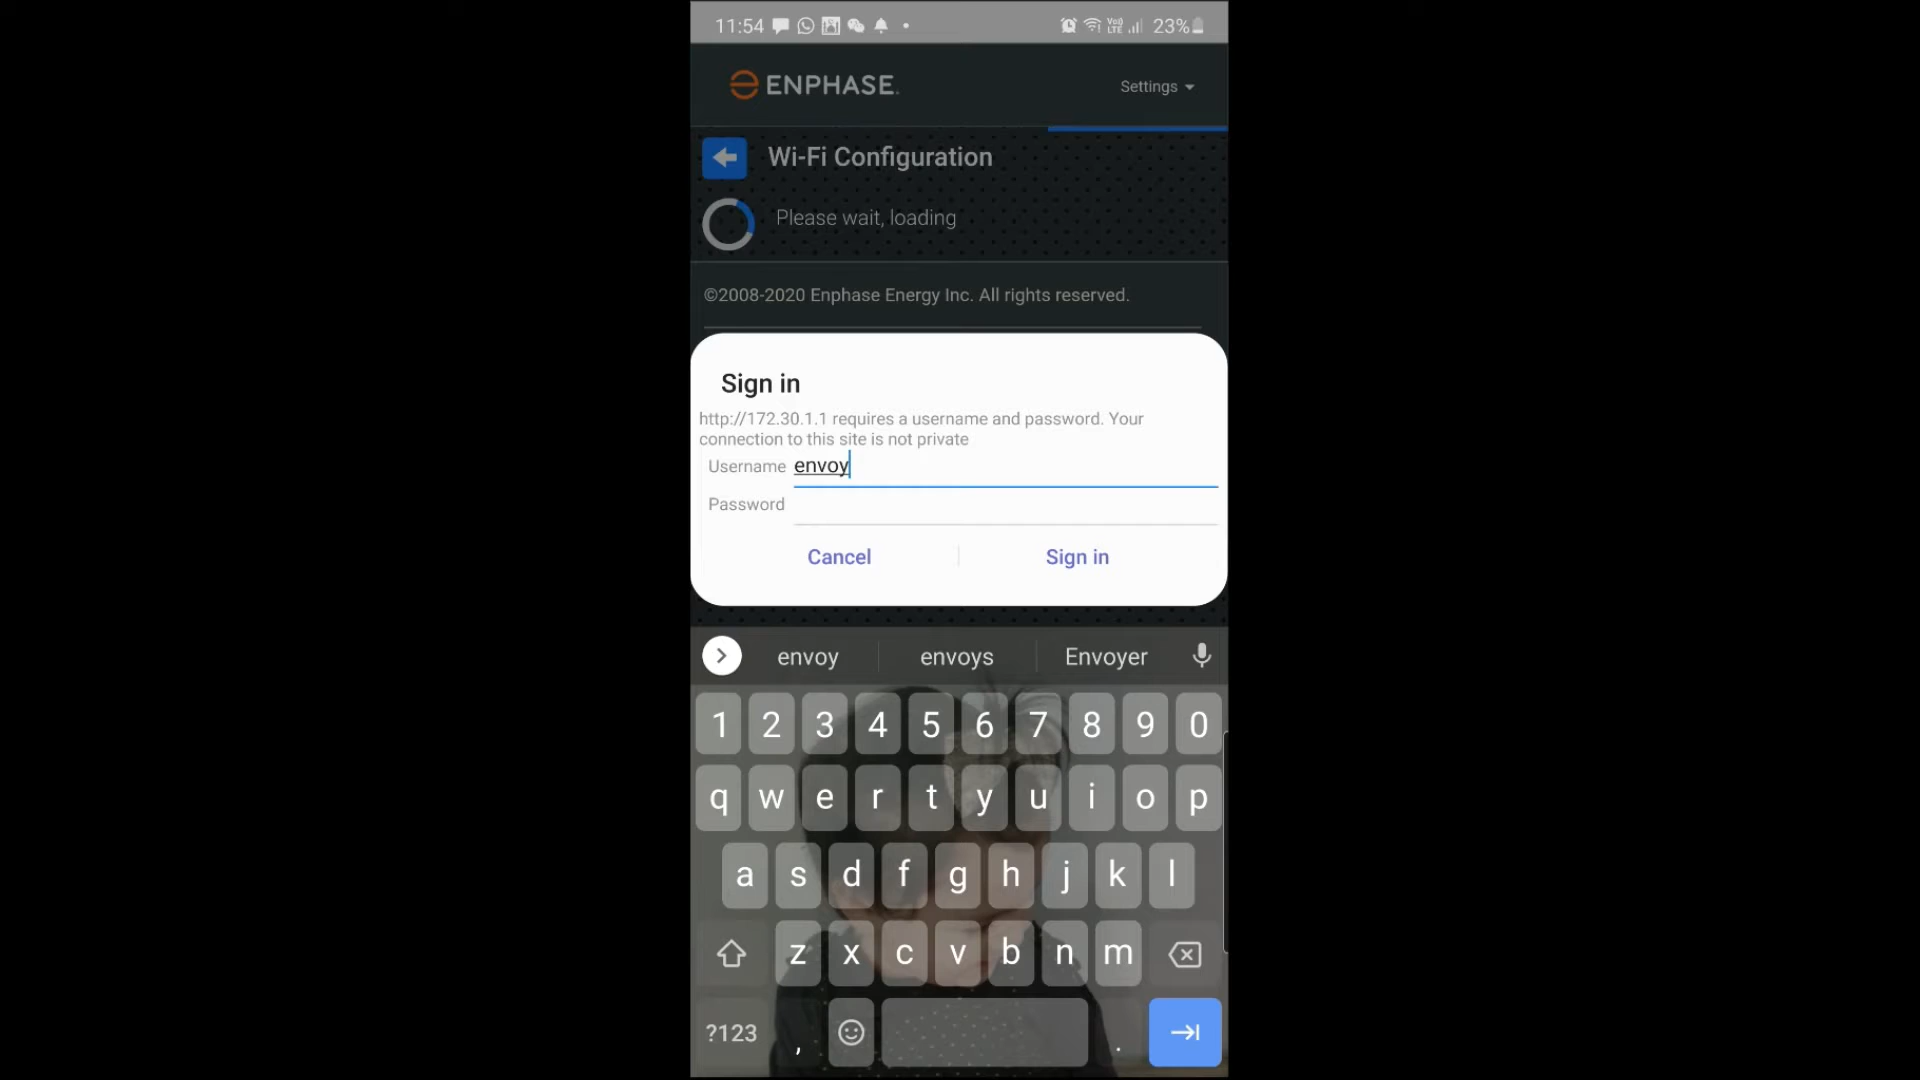 11:54
Vo)) LTE 23%
ENPHASE.
Settings
Wi-Fi Configuration
Please wait, loading
©2008-2020 Enphase Energy Inc. All rights reserved.
Sign in
http://172.30.1.1 requires a username and password. Your
connection to this site is not private
Username envoy
Password
Cancel Sign in
envoy envoys Envoyer
1 2 3 4 5 6 7 8 9 0
q w e r t y u i o p
a s d f g h j k l
z x c v b n m
?123 , .